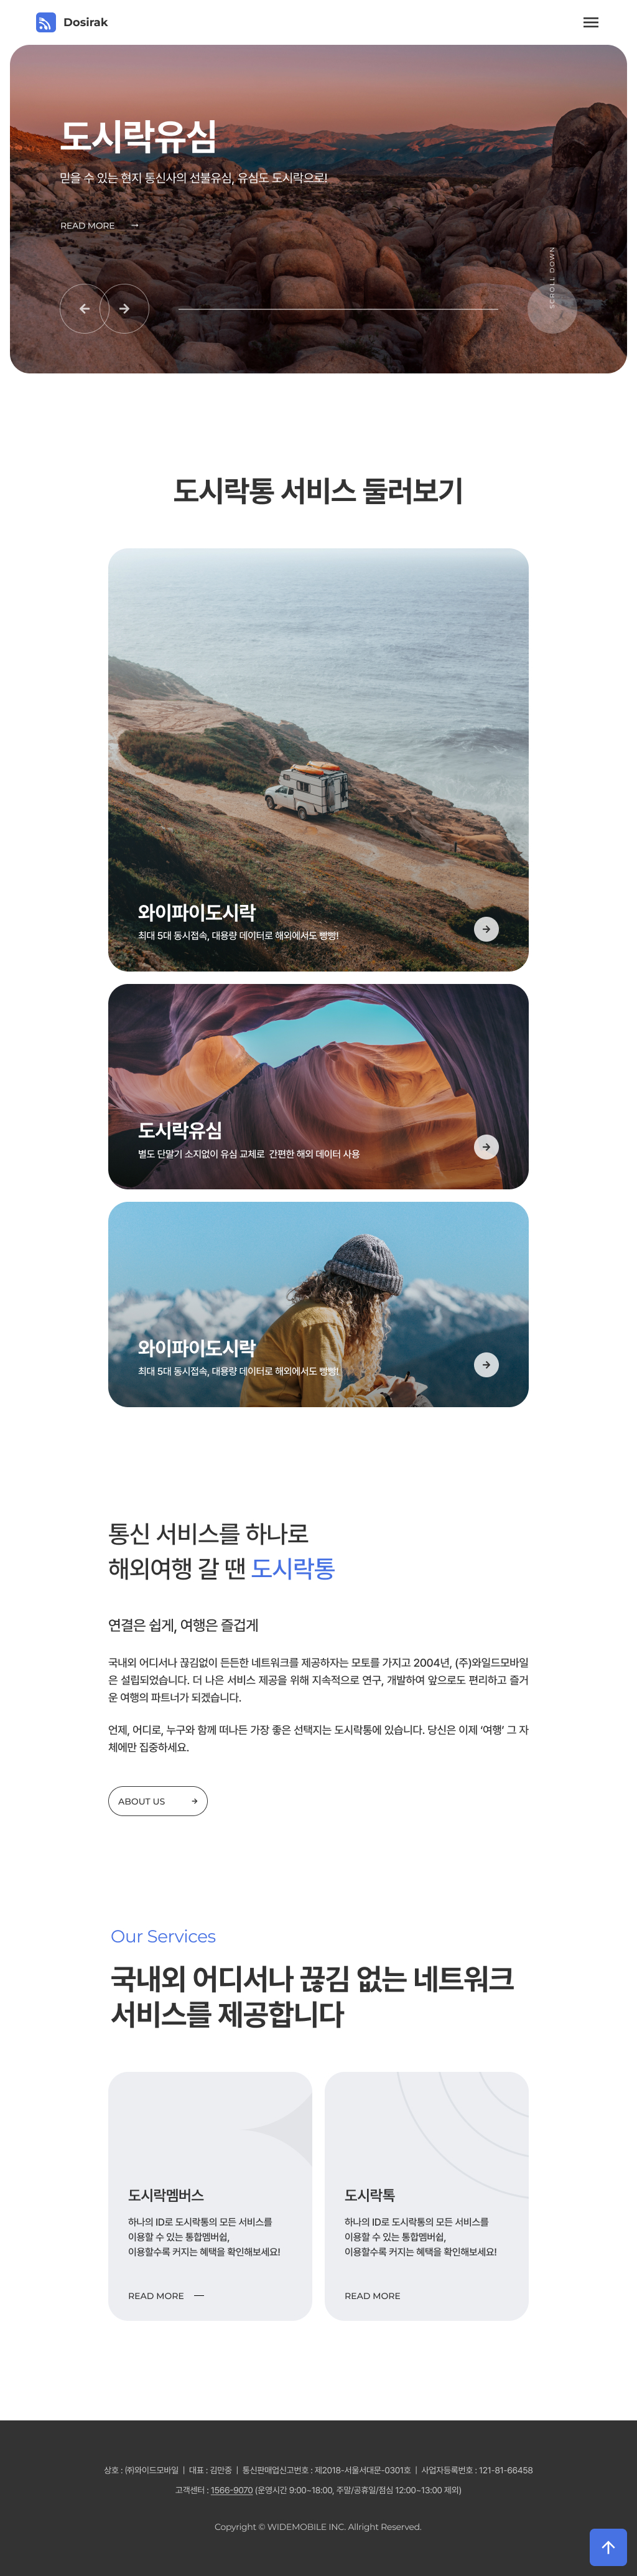 Dosirak
도시락유심
믿을 수 있는 현지 통신사의 선불유심, 유심도 도시락으로!
READ MORE →
SCROLL DOWN
도시락통 서비스 둘러보기
와이파이도시락
최대 5대 동시접속, 대용량 데이터로 해외에서도 빵빵!
도시락유심
별도 단말기 소지없이 유심 교체로 간편한 해외 데이터 사용
와이파이도시락
최대 5대 동시접속, 대용량 데이터로 해외에서도 빵빵!
통신 서비스를 하나로
해외여행 갈 땐 도시락통
연결은 쉽게, 여행은 즐겁게
국내외 어디서나 끊김없이 든든한 네트워크를 제공하자는 모토를 가지고 2004년, (주)와일드모바일
은 설립되었습니다. 더 나은 서비스 제공을 위해 지속적으로 연구, 개발하여 앞으로도 편리하고 즐거
운 여행의 파트너가 되겠습니다.
언제, 어디로, 누구와 함께 떠나든 가장 좋은 선택지는 도시락통에 있습니다. 당신은 이제 ‘여행’ 그 자
체에만 집중하세요.
ABOUT US →
Our Services
국내외 어디서나 끊김 없는 네트워크
서비스를 제공합니다
도시락멤버스
하나의 ID로 도시락통의 모든 서비스를
이용할 수 있는 통합멤버쉽,
이용할수록 커지는 혜택을 확인해보세요!
READ MORE
도시락톡
하나의 ID로 도시락통의 모든 서비스를
이용할 수 있는 통합멤버쉽,
이용할수록 커지는 혜택을 확인해보세요!
READ MORE
상호 : ㈜와이드모바일 | 대표 : 김만중 | 통신판매업신고번호 : 제2018-서울서대문-0301호 | 사업자등록번호 : 121-81-66458
고객센터 : 1566-9070 (운영시간 9:00~18:00, 주말/공휴일/점심 12:00~13:00 제외)
Copyright © WIDEMOBILE INC. Allright Reserved.